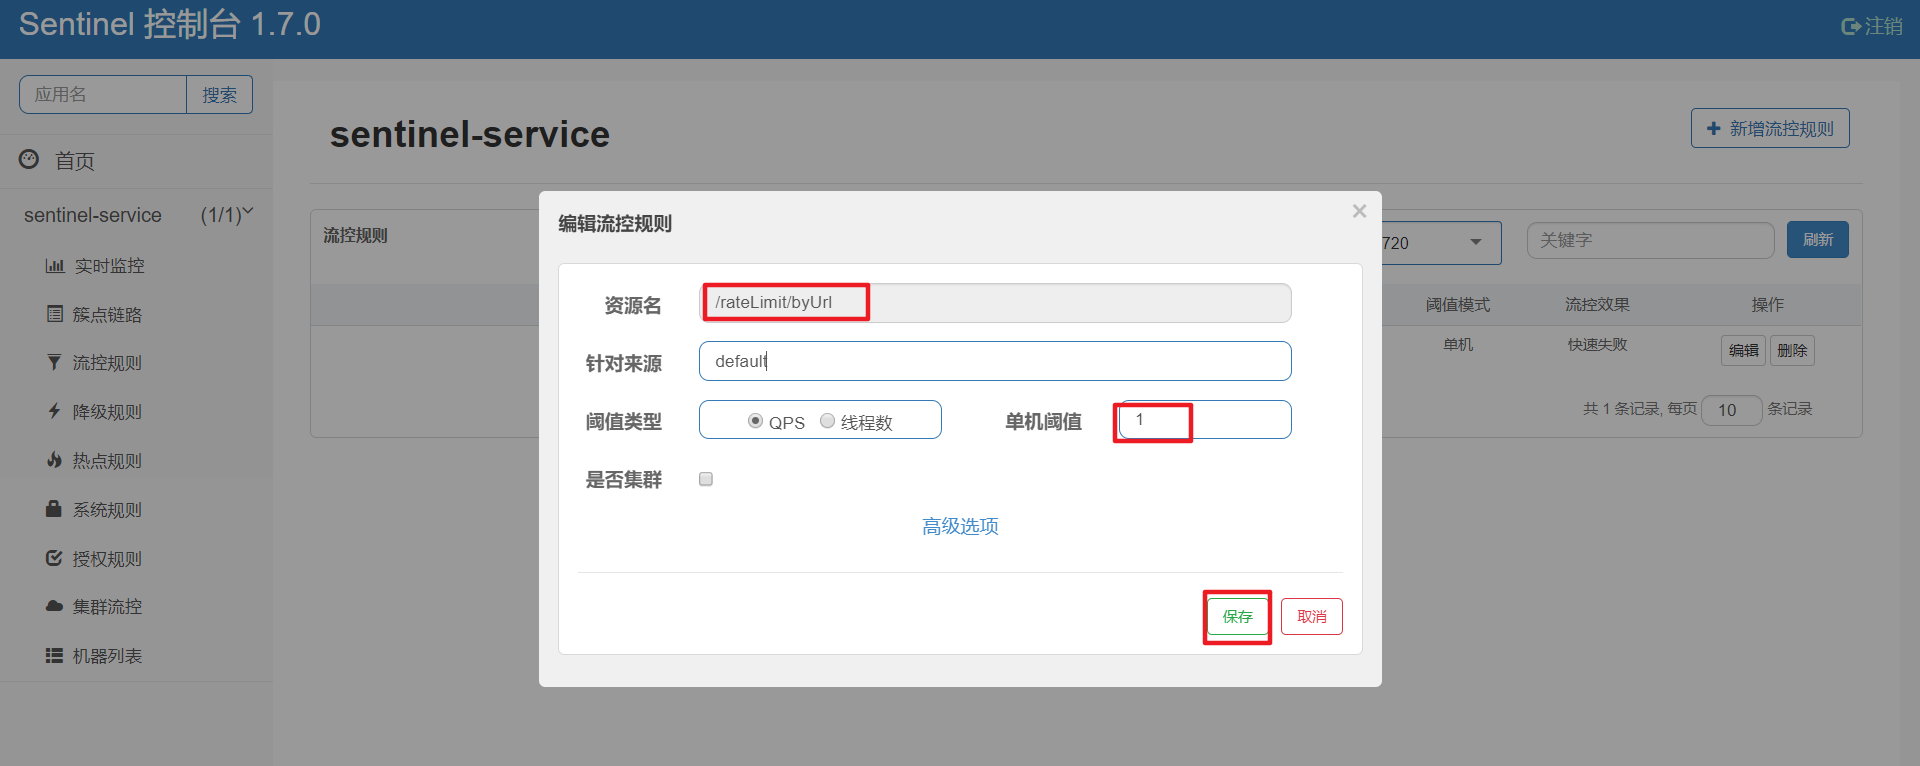 Sentinel 控制台 1.7.0
注销
应用名
搜索
首页
sentinel-service (1/1)
实时监控
簇点链路
流控规则
降级规则
热点规则
系统规则
授权规则
集群流控
机器列表
sentinel-service
新增流控规则
流控规则
720
关键字
刷新
阈值模式 流控效果 操作
单机 快速失败 编辑 删除
共 1 条记录, 每页 10 条记录
编辑流控规则
×
资源名 /rateLimit/byUrl
针对来源 default
阈值类型 QPS 线程数 单机阈值 1
是否集群
高级选项
保存 取消